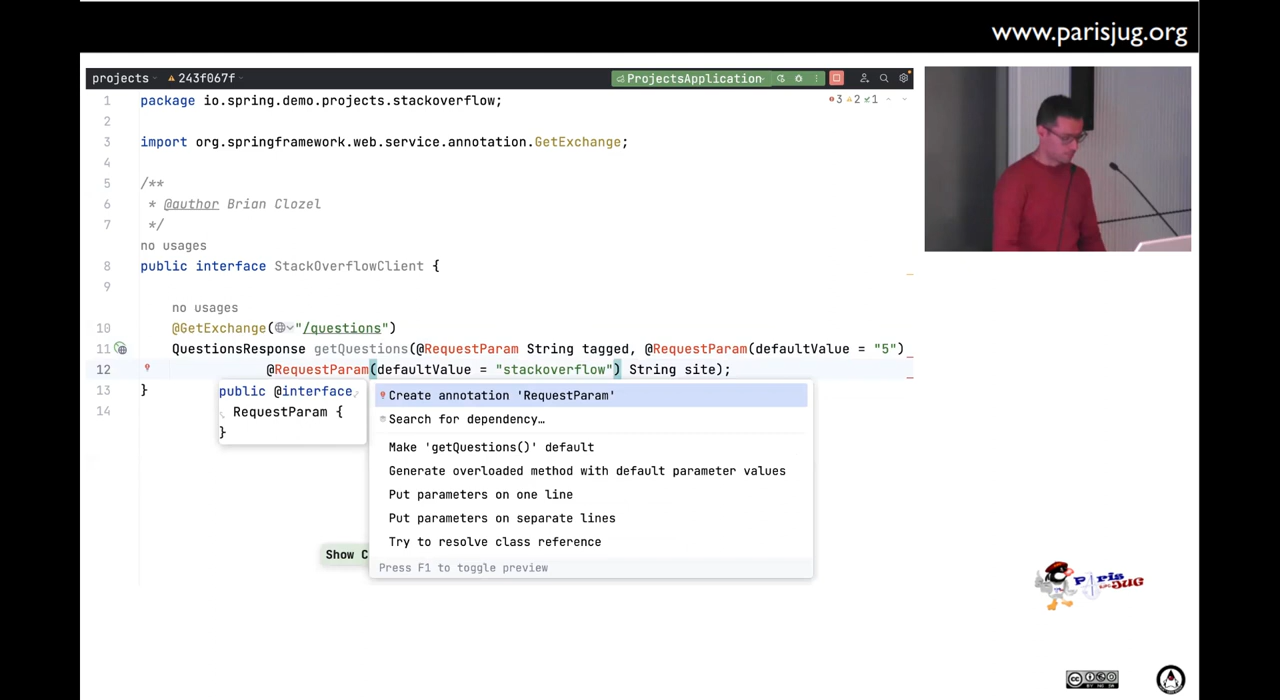 www.parisjug.org
projects
243f067f
ProjectsApplication
3 2 1
1 package io.spring.demo.projects.stackoverflow;
2
3 import org.springframework.web.service.annotation.GetExchange;
4
5 /**
6 * @author Brian Clozel
7 */
no usages
8 public interface StackOverflowClient {
9
no usages
10 @GetExchange("/questions")
11 QuestionsResponse getQuestions(@RequestParam String tagged, @RequestParam(defaultValue = "5")
12 @RequestParam(defaultValue = "stackoverflow") String site);
13 }
14
public @interface
RequestParam {
}
Create annotation 'RequestParam'
Search for dependency…
Make 'getQuestions()' default
Generate overloaded method with default parameter values
Put parameters on one line
Put parameters on separate lines
Try to resolve class reference
Press F1 to toggle preview
Show C
Paris
JUG